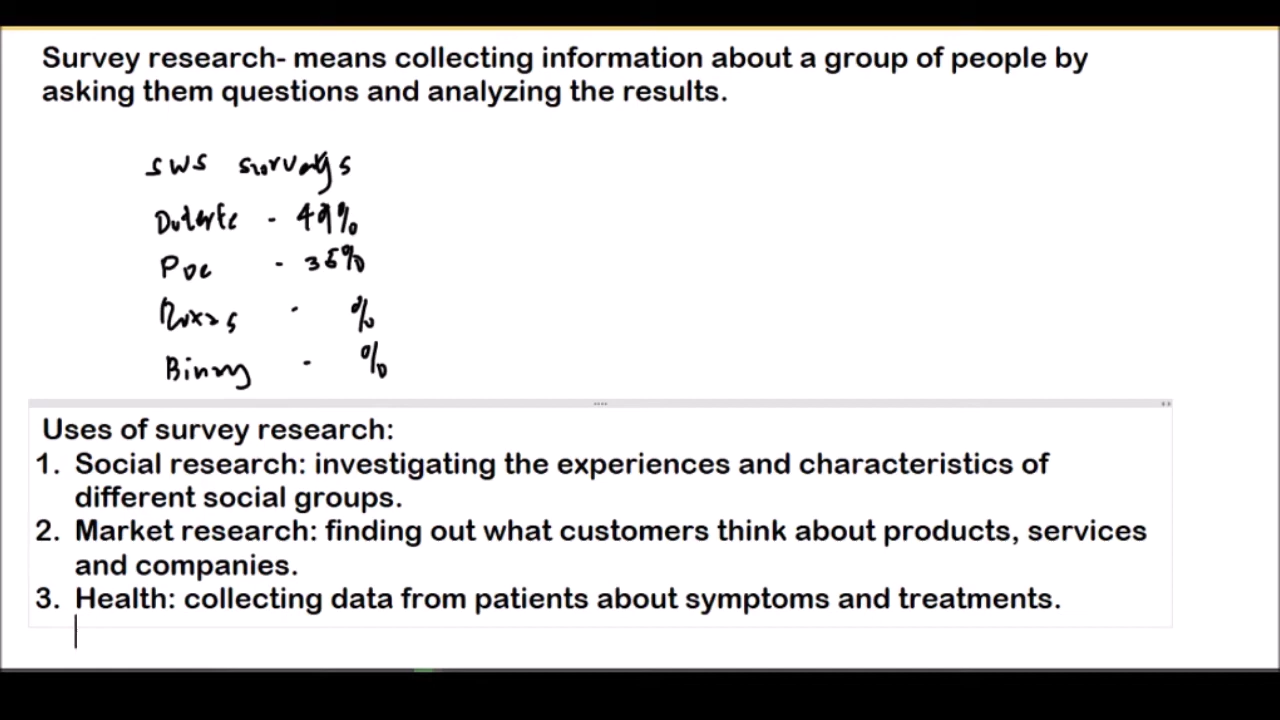 Survey research- means collecting information about a group of people by
asking them questions and analyzing the results.
SWS surveys
Duterte - 49%
Poe - 35%
Roxas - %
Binay - %
Uses of survey research:
1. Social research: investigating the experiences and characteristics of
different social groups.
2. Market research: finding out what customers think about products, services
and companies.
3. Health: collecting data from patients about symptoms and treatments.